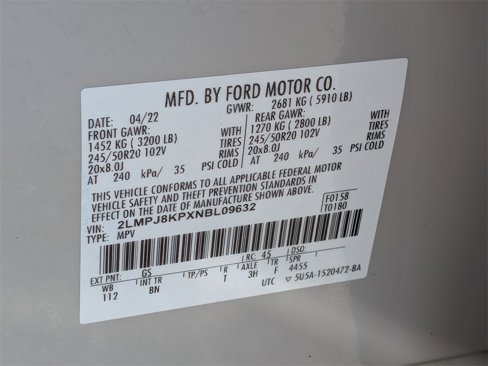 MFD. BY FORD MOTOR CO.
DATE: 04/22 GVWR: 2681 KG ( 5910 LB)
FRONT GAWR: REAR GAWR:
1452 KG ( 3200 LB) WITH 1270 KG ( 2800 LB) WITH
245/50R20 102V TIRES 245/50R20 102V TIRES
20x8.0J RIMS 20x8.0J RIMS
AT 240 kPa/ 35 PSI COLD AT 240 kPa/ 35 PSI COLD
THIS VEHICLE CONFORMS TO ALL APPLICABLE FEDERAL MOTOR
VEHICLE SAFETY AND THEFT PREVENTION STANDARDS IN
EFFECT ON THE DATE OF MANUFACTURE SHOWN ABOVE.
VIN: 2LMPJ8KPXNBL09632 F0158
TYPE: MPV T0180
EXT PNT: GS RC: 45 DSO:
WB TP/PS R AXLE TR SPR
112 BN T 3H F 4455
UTC ▽ 5U5A-1520472-BA